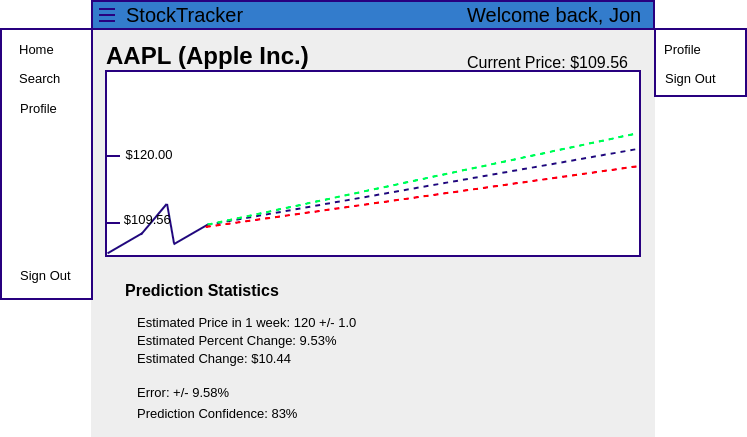 StockTracker
Welcome back, Jon
Home
Search
Profile
Sign Out
AAPL (Apple Inc.)
Current Price: $109.56
$120.00
$109.56
Prediction Statistics
Estimated Price in 1 week: 120 +/- 1.0
Estimated Percent Change: 9.53%
Estimated Change: $10.44
Error: +/- 9.58%
Prediction Confidence: 83%
Profile
Sign Out